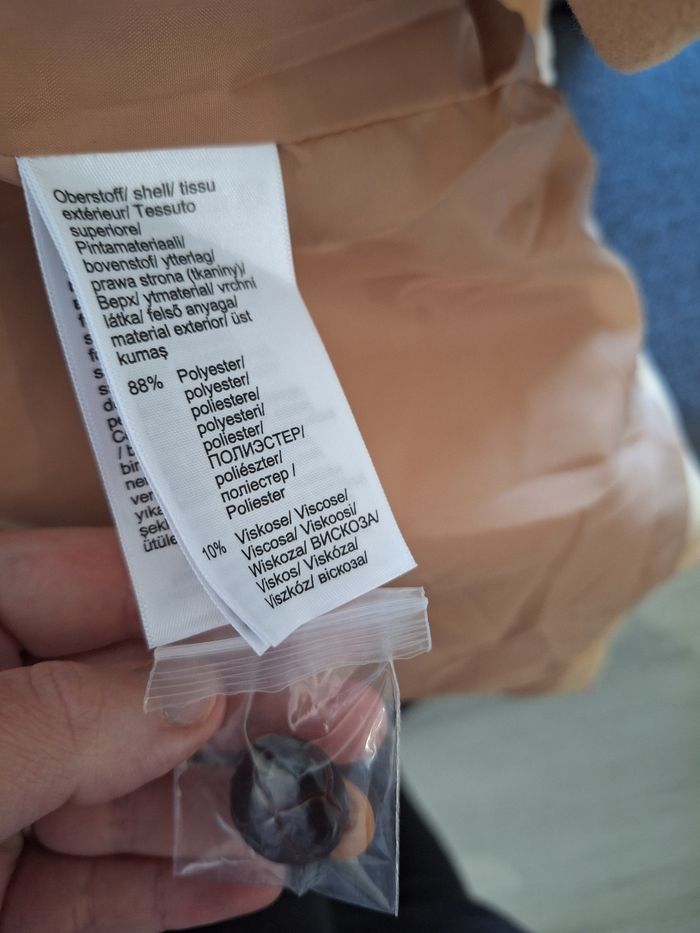 Oberstoff/ shell/ tissu
extérieur/ Tessuto
superiore/
Pintamateriaali/
bovenstof/ ytterlag/
prawa strona (tkaniny)/
Верх/ ytmaterial/ vrchní
látka/ felső anyaga/
material exterior/ üst
kumaş
88% Polyester/
polyester/
poliestere/
polyesteri/
poliester/
ПОЛИЭСТЕР/
poliészter/
поліестер /
Poliester
10% Viskose/ Viscose/
Viscosa/ Viskoosi/
Wiskoza/ ВИСКОЗА/
Viskos/ Viskóza/
Viszkóz/ віскоза/